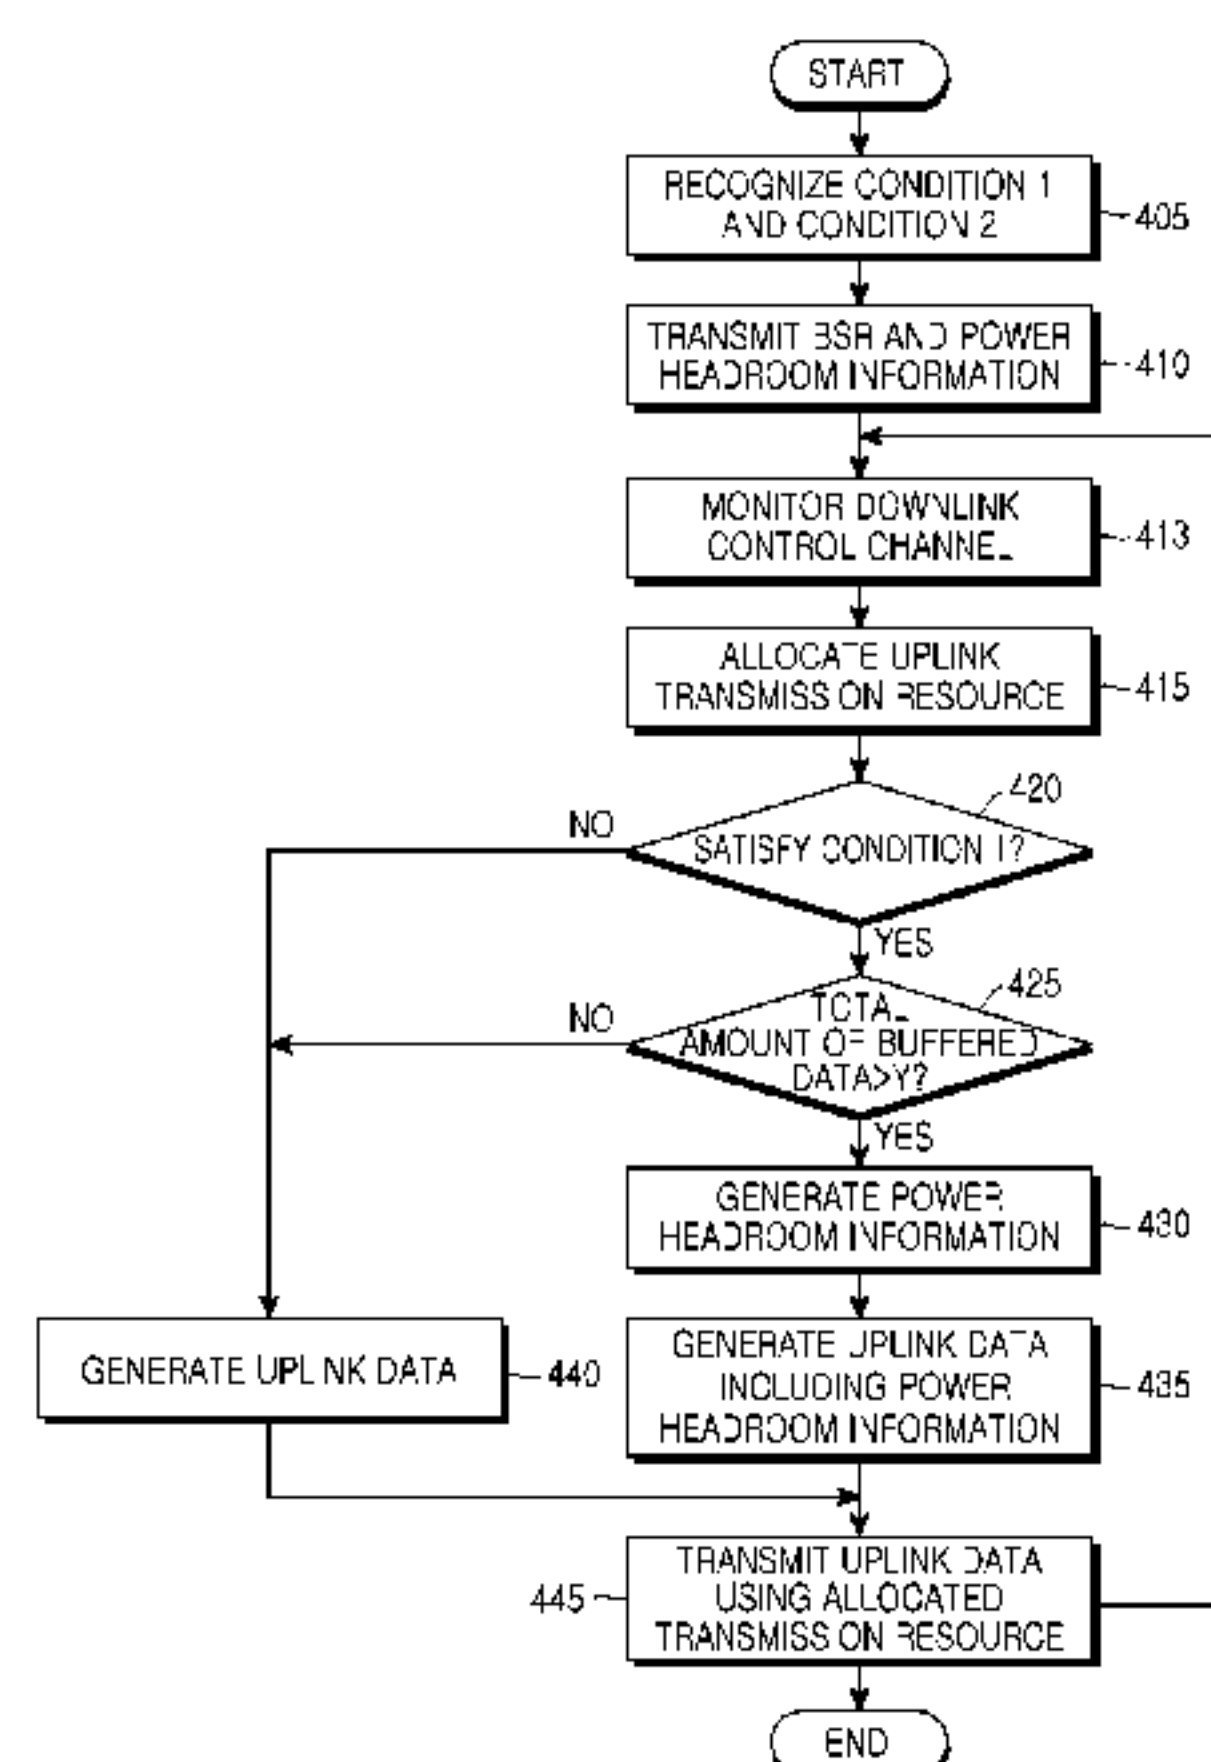 START
RECOGNIZE CONDITION 1
AND CONDITION 2
405
TRANSMIT BSR AND POWER
HEADROOM INFORMATION
410
MONITOR DOWNLINK
CONTROL CHANNEL
413
ALLOCATE UPLINK
TRANSMISSION RESOURCE
415
420
NO
SATISFY CONDITION 1?
YES
425
NO
TOTAL
AMOUNT OF BUFFERED
DATA>Y?
YES
GENERATE POWER
HEADROOM INFORMATION
430
GENERATE UPLINK DATA
INCLUDING POWER
HEADROOM INFORMATION
435
GENERATE UPLINK DATA
440
TRANSMIT UPLINK DATA
USING ALLOCATED
TRANSMISSION RESOURCE
445
END